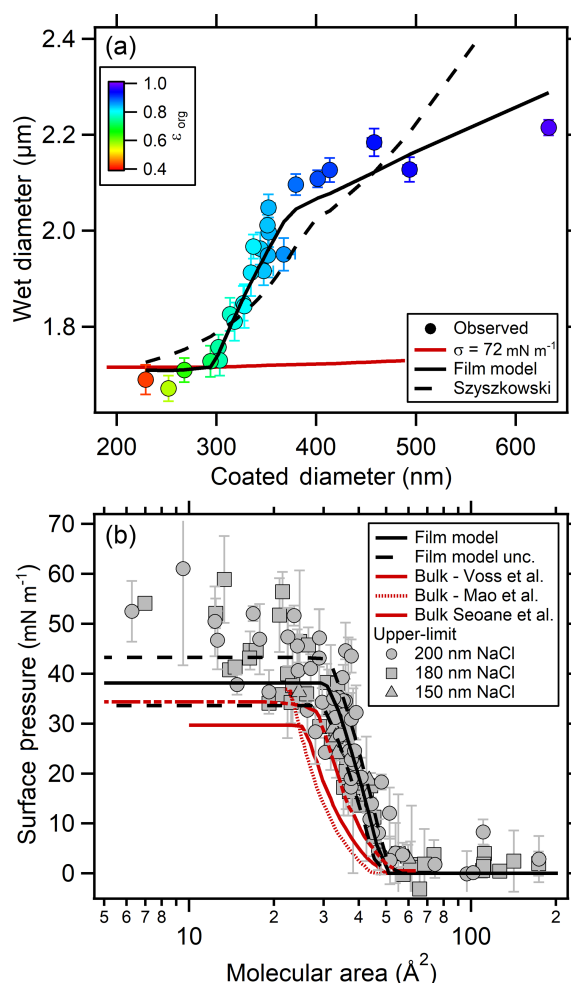 (a)
2.4
2.2
2.0
1.8
Wet diameter (µm)
1.0
0.8
0.6
0.4
ε org
Observed
σ = 72 mN m⁻¹
Film model
Szyszkowski
200
300
400
500
600
Coated diameter (nm)
(b)
70
60
50
40
30
20
10
0
Surface pressure (mN m⁻¹)
Film model
Film model unc.
Bulk - Voss et al.
Bulk - Mao et al.
Bulk Seoane et al.
Upper-limit
200 nm NaCl
180 nm NaCl
150 nm NaCl
5 6 7 8 9 2 3 4 5 6 7 8 9 2
10 100
Molecular area (Å²)